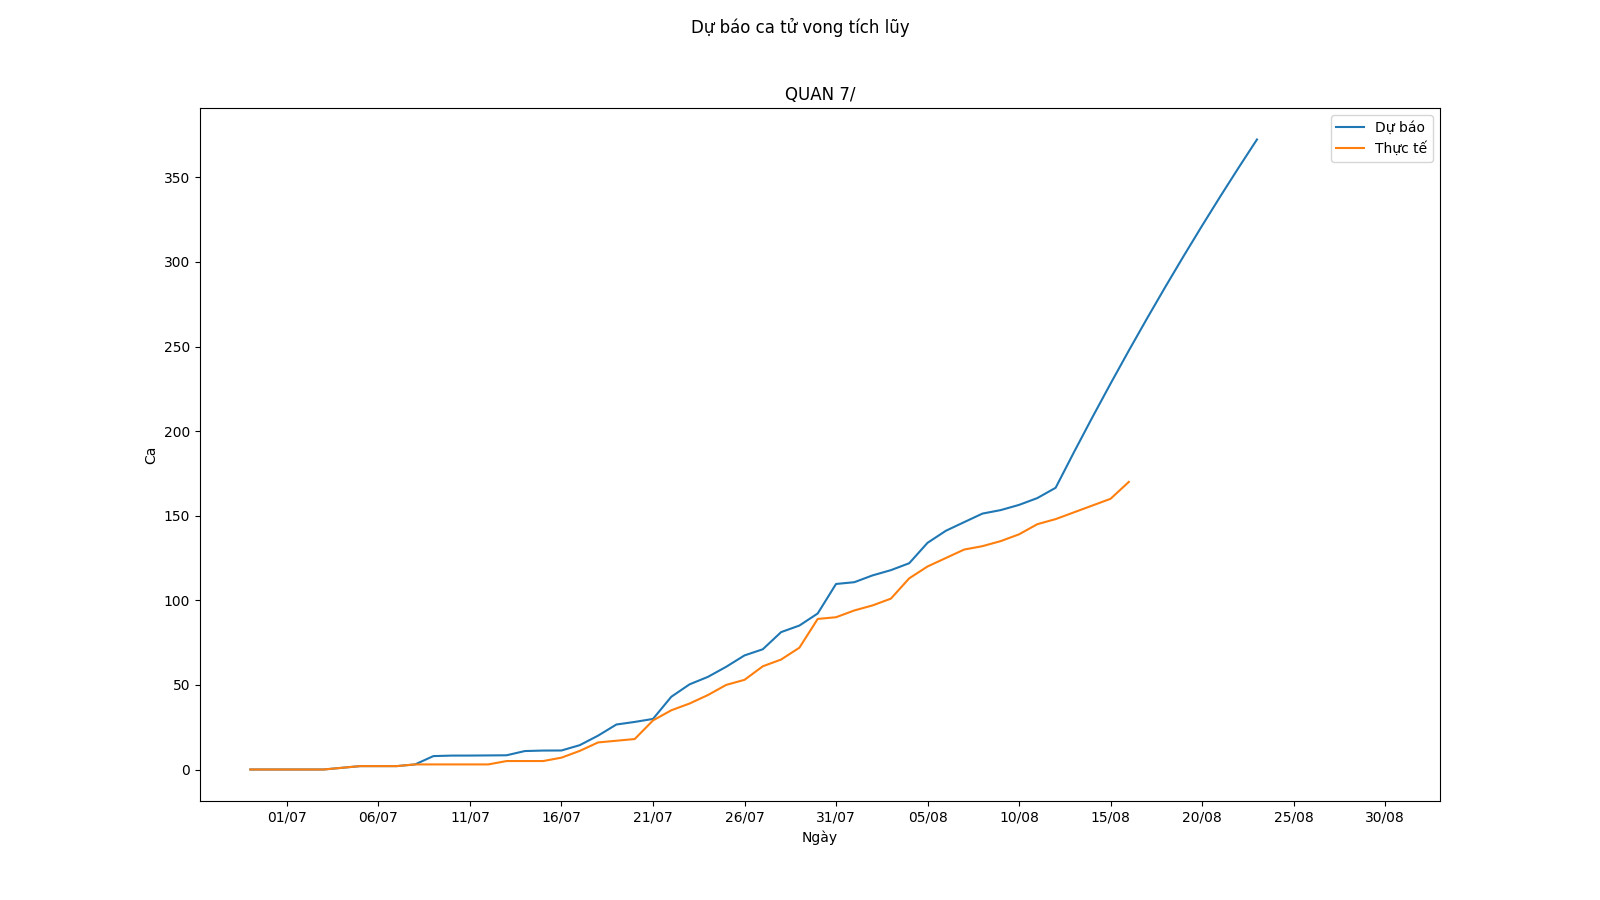 Dự báo ca tử vong tích lũy
QUAN 7/
Dự báo
Thực tế
350
300
250
200
150
100
50
0
Ca
01/07 06/07 11/07 16/07 21/07 26/07 31/07 05/08 10/08 15/08 20/08 25/08 30/08
Ngày